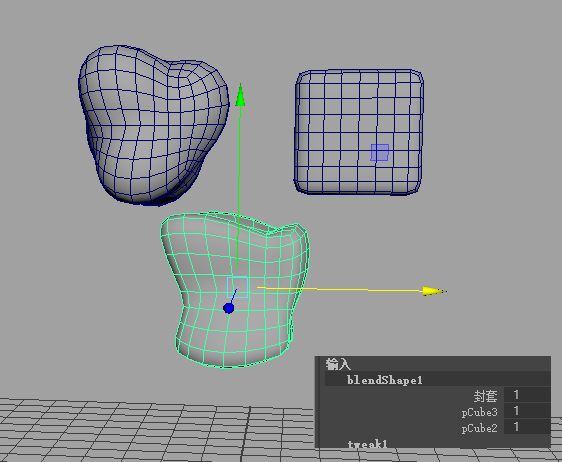 输入
blendShape1
封套 1
pCube3 1
pCube2 1
tweak1